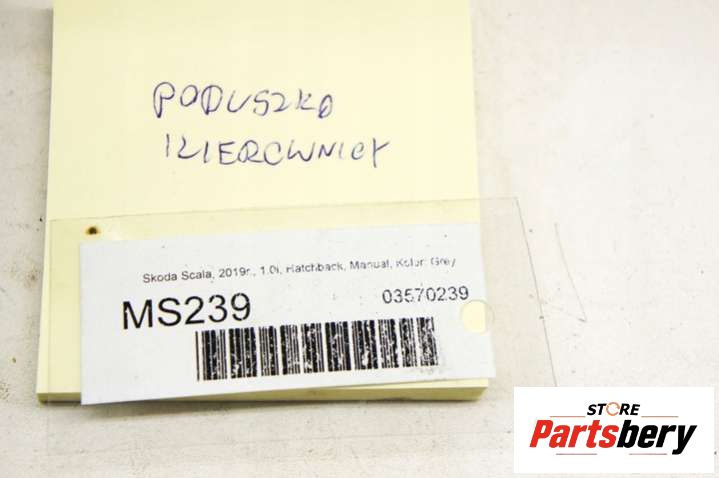 PODUSZKA
KIEROWNICY
Skoda Scala, 2019r., 1.0i, Hatchback, Manual, Kolor: Grey
MS239
03570239
STORE
Partsbery